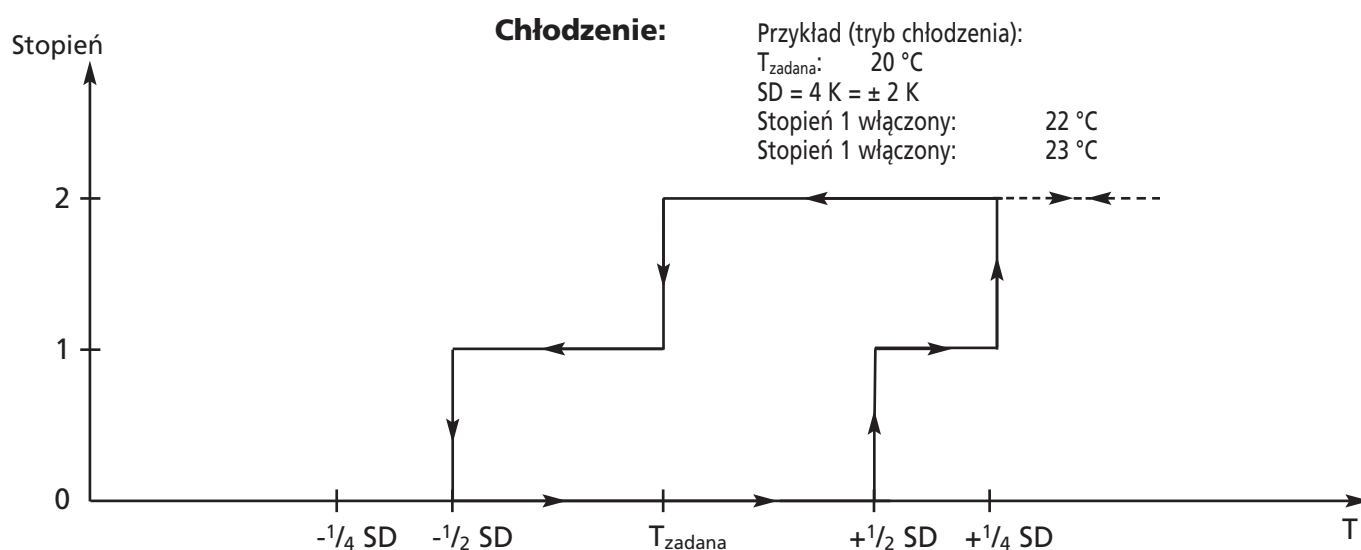 Chłodzenie:
Przykład (tryb chłodzenia):
Tzadana: 20 °C
SD = 4 K = ± 2 K
Stopień 1 włączony: 22 °C
Stopień 1 włączony: 23 °C
Stopień
2
1
0
-1/4 SD -1/2 SD Tzadana +1/2 SD +1/4 SD T